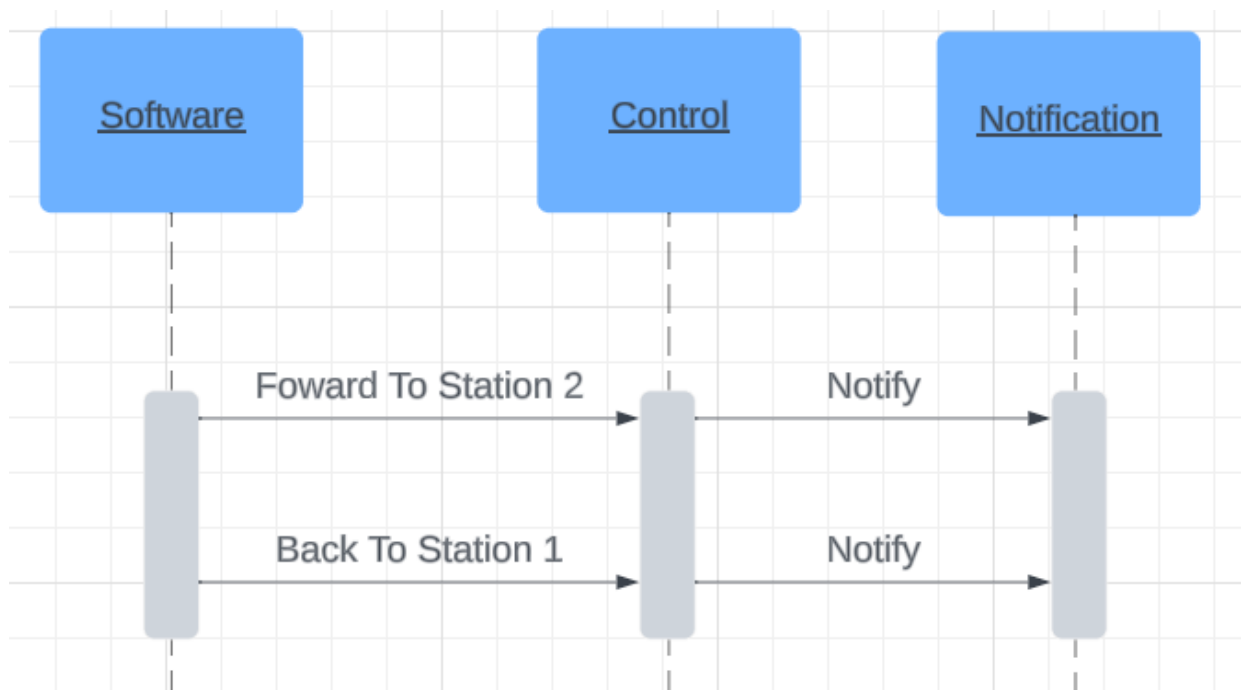 Software
Control
Notification
Foward To Station 2
Notify
Back To Station 1
Notify